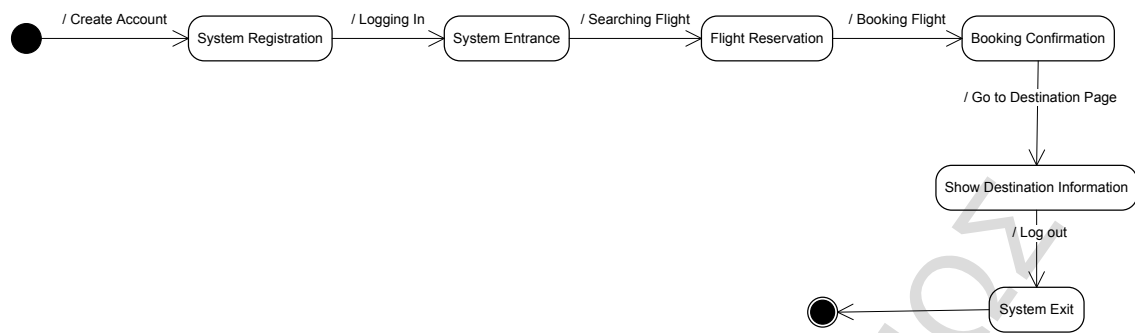 / Create Account
/ Logging In
/ Searching Flight
/ Booking Flight
System Registration
System Entrance
Flight Reservation
Booking Confirmation
/ Go to Destination Page
Show Destination Information
/ Log out
System Exit
ΩΣ